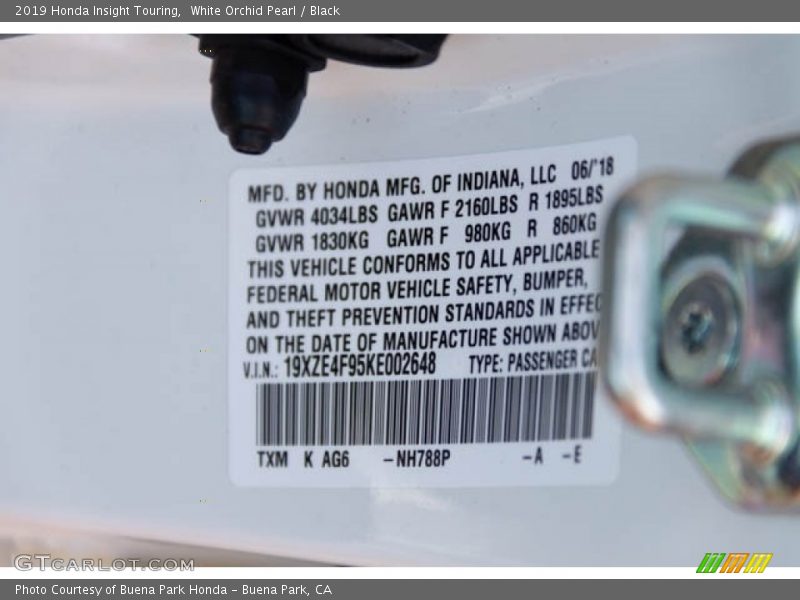 2019 Honda Insight Touring, White Orchid Pearl / Black
MFD. BY HONDA MFG. OF INDIANA, LLC 06/'18
GVWR 4034LBS GAWR F 2160LBS R 1895LBS
GVWR 1830KG GAWR F 980KG R 860KG
THIS VEHICLE CONFORMS TO ALL APPLICABLE
FEDERAL MOTOR VEHICLE SAFETY, BUMPER,
AND THEFT PREVENTION STANDARDS IN EFFEC
ON THE DATE OF MANUFACTURE SHOWN ABOV
V.I.N.: 19XZE4F95KE002648 TYPE: PASSENGER CA
TXM K AG6 -NH788P -A -E
GTCARLOT.COM
Photo Courtesy of Buena Park Honda - Buena Park, CA